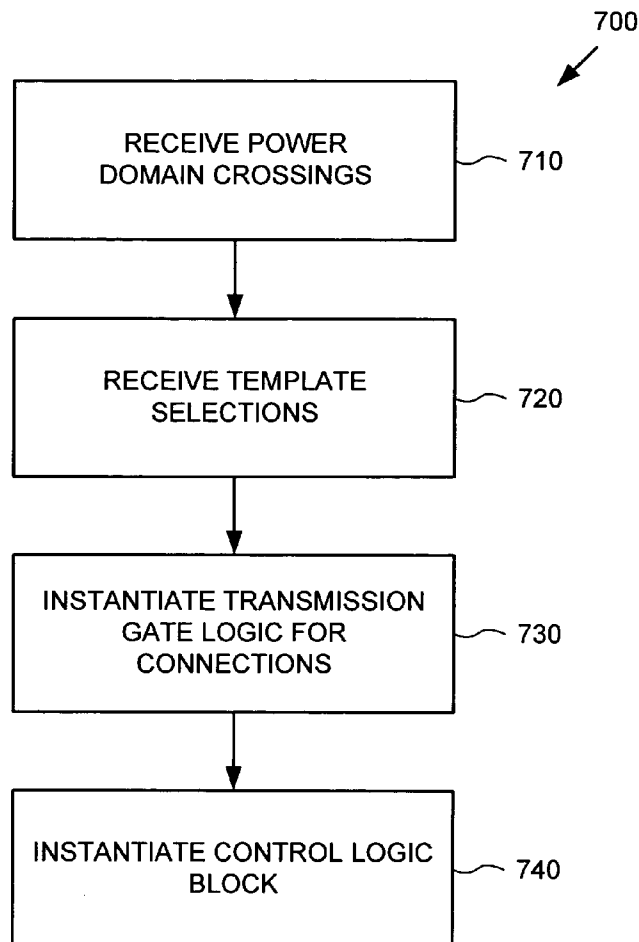 700
RECEIVE POWER
DOMAIN CROSSINGS
710
RECEIVE TEMPLATE
SELECTIONS
720
INSTANTIATE TRANSMISSION
GATE LOGIC FOR
CONNECTIONS
730
INSTANTIATE CONTROL LOGIC
BLOCK
740